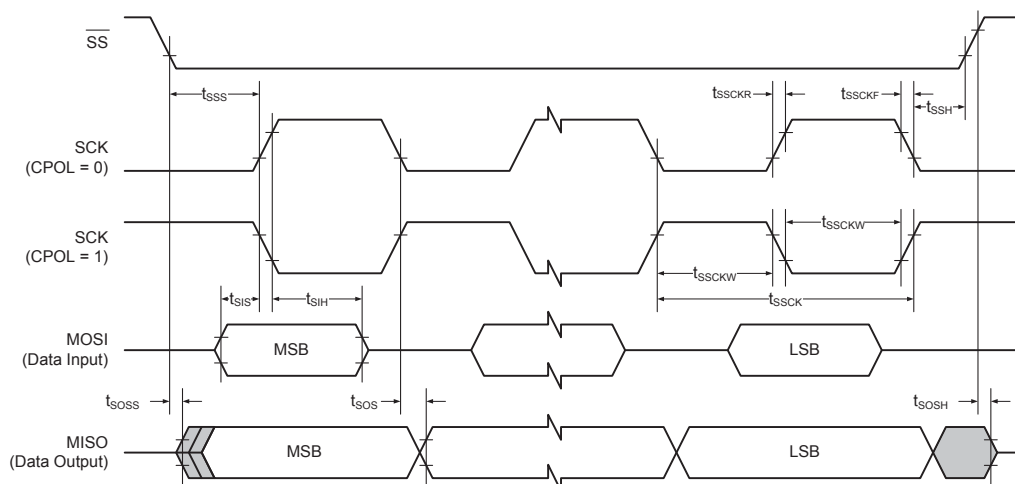 SS
tSSS
tSSCKR
tSSCKF
tSSH
SCK
(CPOL = 0)
SCK
(CPOL = 1)
tSSCKW
tSSCKW
tSSCK
tSIS
tSIH
MOSI
(Data Input)
MSB
LSB
tSOSS
tSOS
tSOSH
MISO
(Data Output)
MSB
LSB